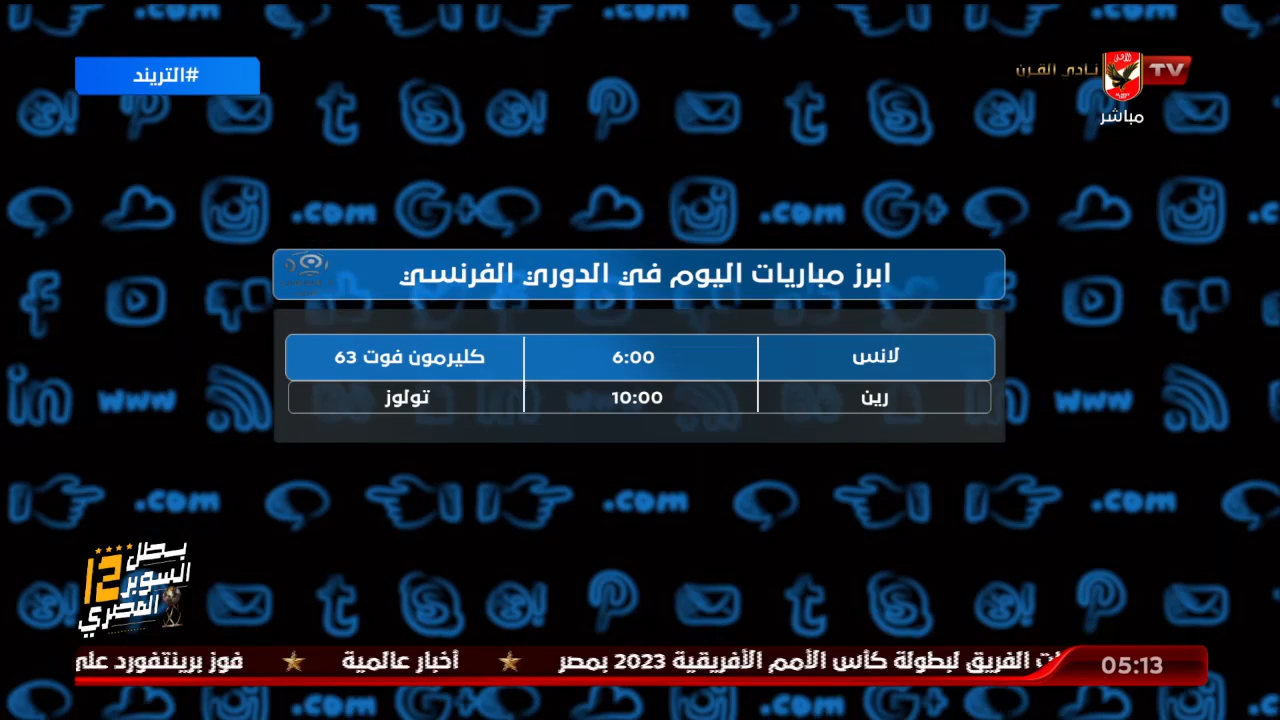 #التريند
نادي القرن
TV
مباشر
ابرز مباريات اليوم في الدوري الفرنسي
لانس 6:00 كليرمون فوت 63
رين 10:00 تولوز
بطل
السوبر 12
المصري
الفريق لبطولة كأس الأمم الأفريقية 2023 بمصر
أخبار عالمية
فوز برينتفورد على
05:13